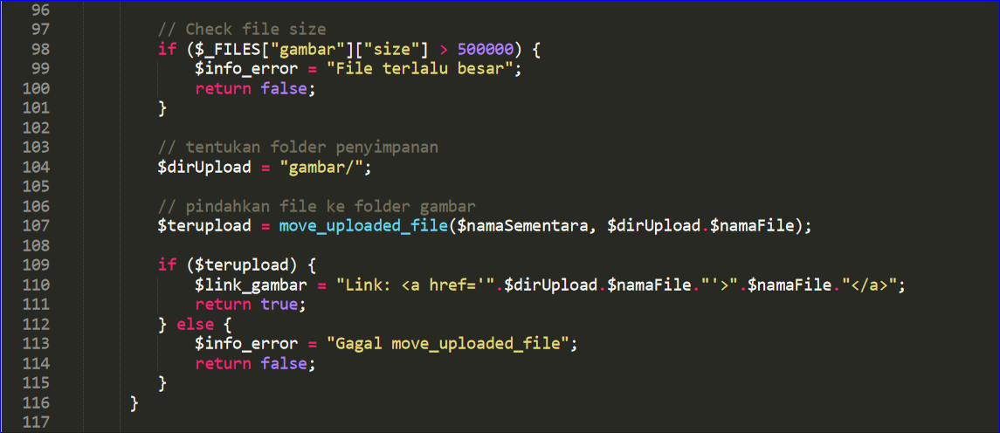 96
97 // Check file size
98 if ($_FILES["gambar"]["size"] > 500000) {
99 $info_error = "File terlalu besar";
100 return false;
101 }
102
103 // tentukan folder penyimpanan
104 $dirUpload = "gambar/";
105
106 // pindahkan file ke folder gambar
107 $terupload = move_uploaded_file($namaSementara, $dirUpload.$namaFile);
108
109 if ($terupload) {
110 $link_gambar = "Link: <a href='".$dirUpload.$namaFile."'>".$namaFile."</a>";
111 return true;
112 } else {
113 $info_error = "Gagal move_uploaded_file";
114 return false;
115 }
116 }
117